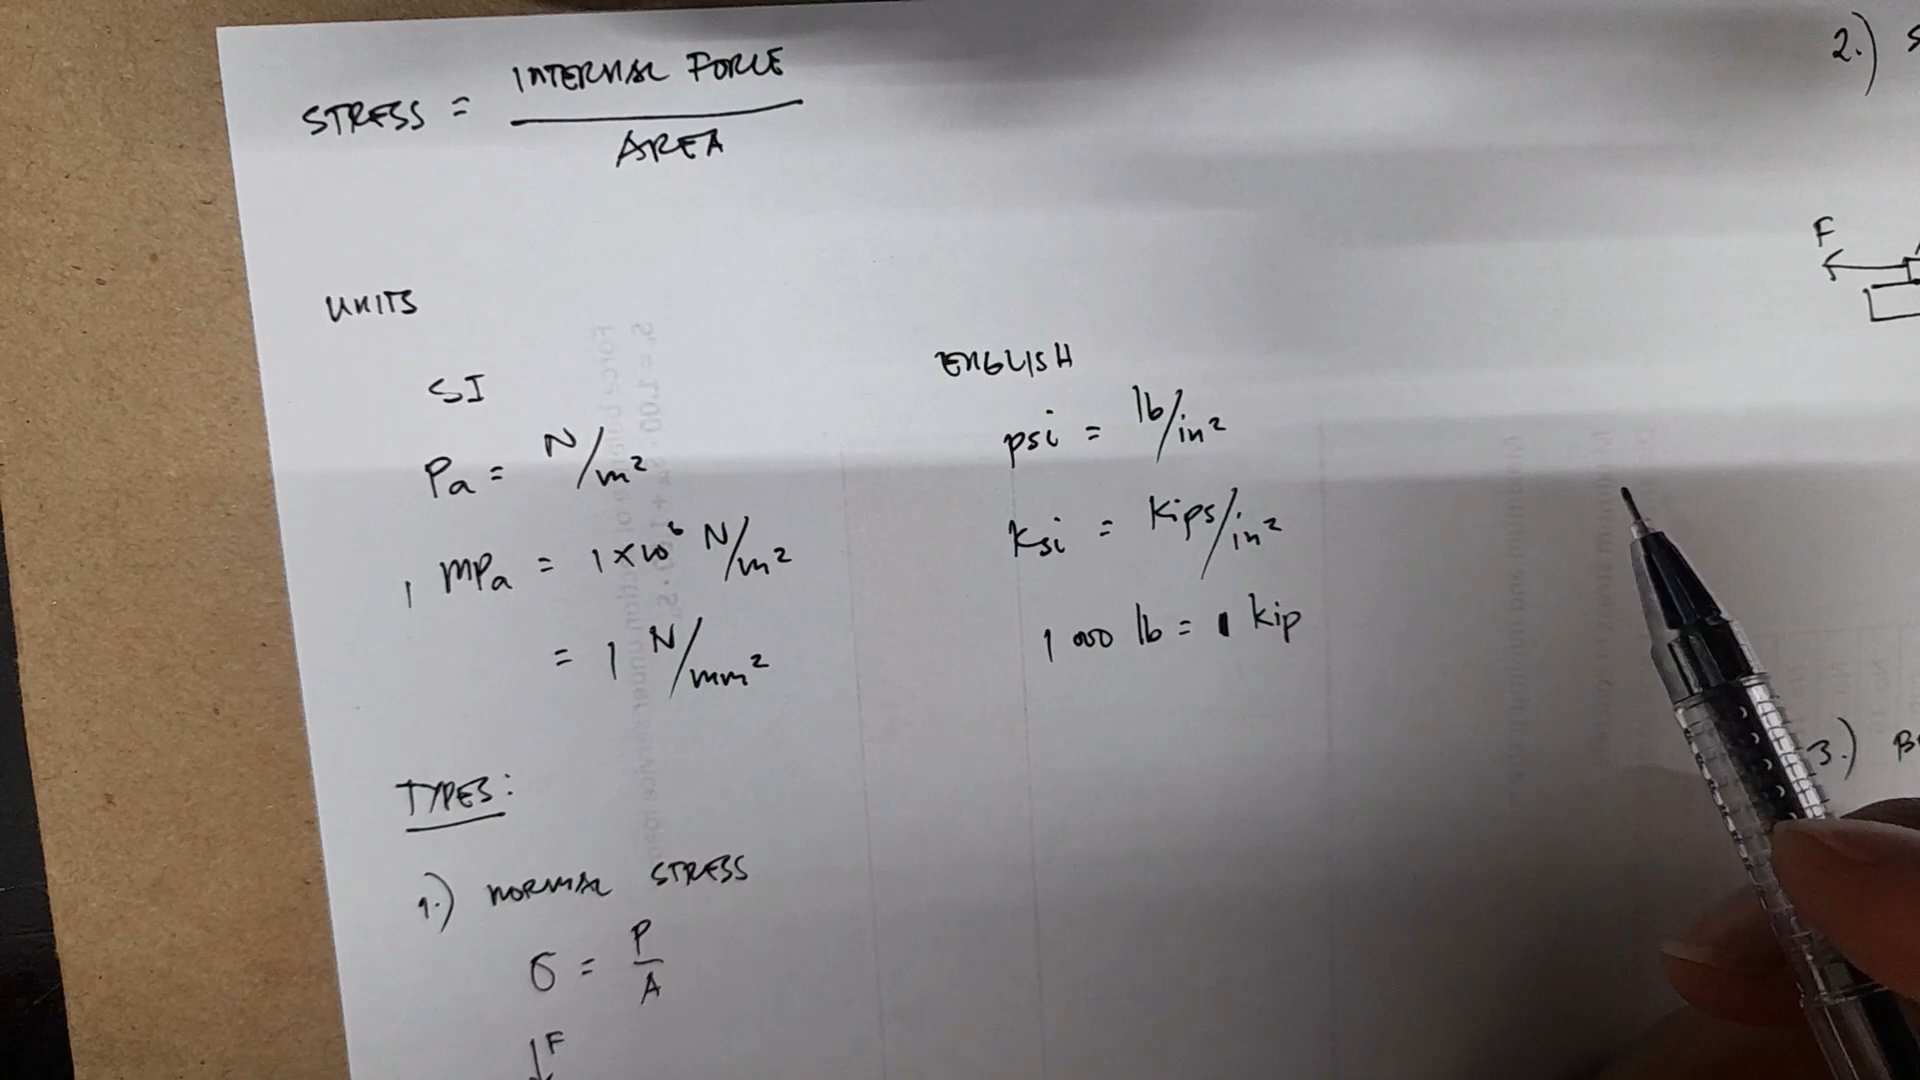 STRESS = INTERNAL FORCE / AREA
UNITS
SI
Pa = N/m²
1 MPa = 1×10⁶ N/m²
= 1 N/mm²
ENGLISH
psi = lb/in²
ksi = kips/in²
1 000 lb = 1 kip
TYPES:
1.) NORMAL STRESS
σ = P / A
F
2.) S
F
3.) B